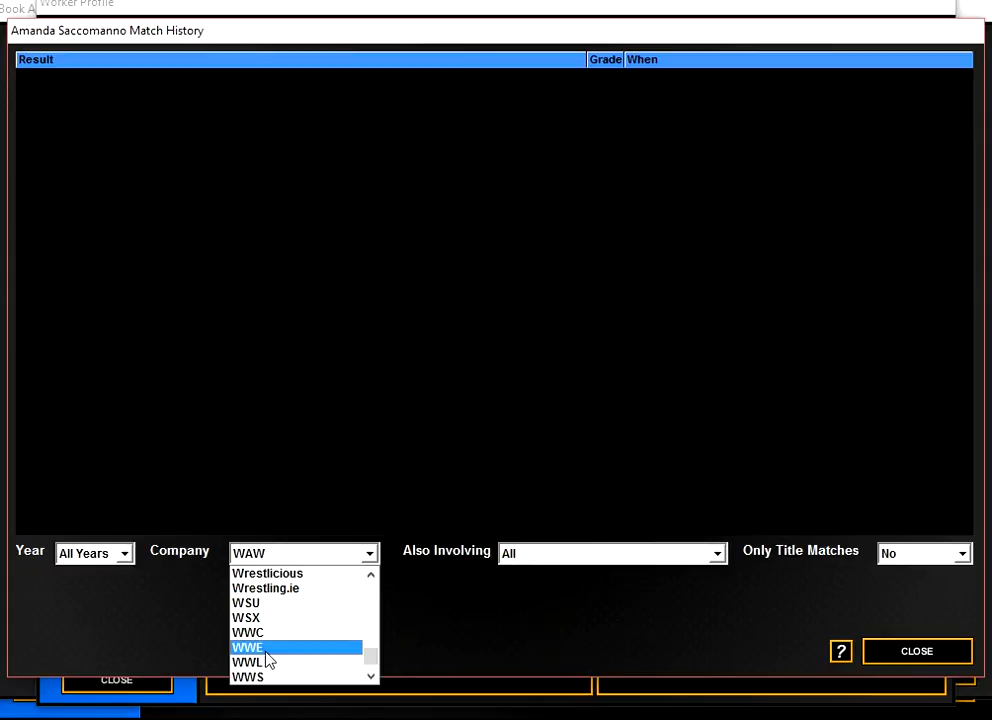 Book A
Worker Profile
Amanda Saccomanno Match History
Result Grade When
Year All Years Company WAW Also Involving All Only Title Matches No
Wrestlicious
Wrestling.ie
WSU
WSX
WWC
WWE
WWL
WWS
? CLOSE
CLOSE